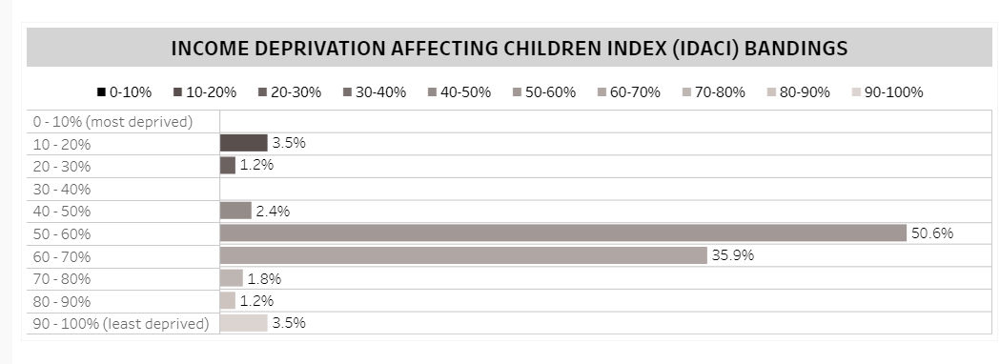 INCOME DEPRIVATION AFFECTING CHILDREN INDEX (IDACI) BANDINGS
0-10% 10-20% 20-30% 30-40% 40-50% 50-60% 60-70% 70-80% 80-90% 90-100%
0 - 10% (most deprived)
10 - 20% 3.5%
20 - 30% 1.2%
30 - 40%
40 - 50% 2.4%
50 - 60% 50.6%
60 - 70% 35.9%
70 - 80% 1.8%
80 - 90% 1.2%
90 - 100% (least deprived) 3.5%